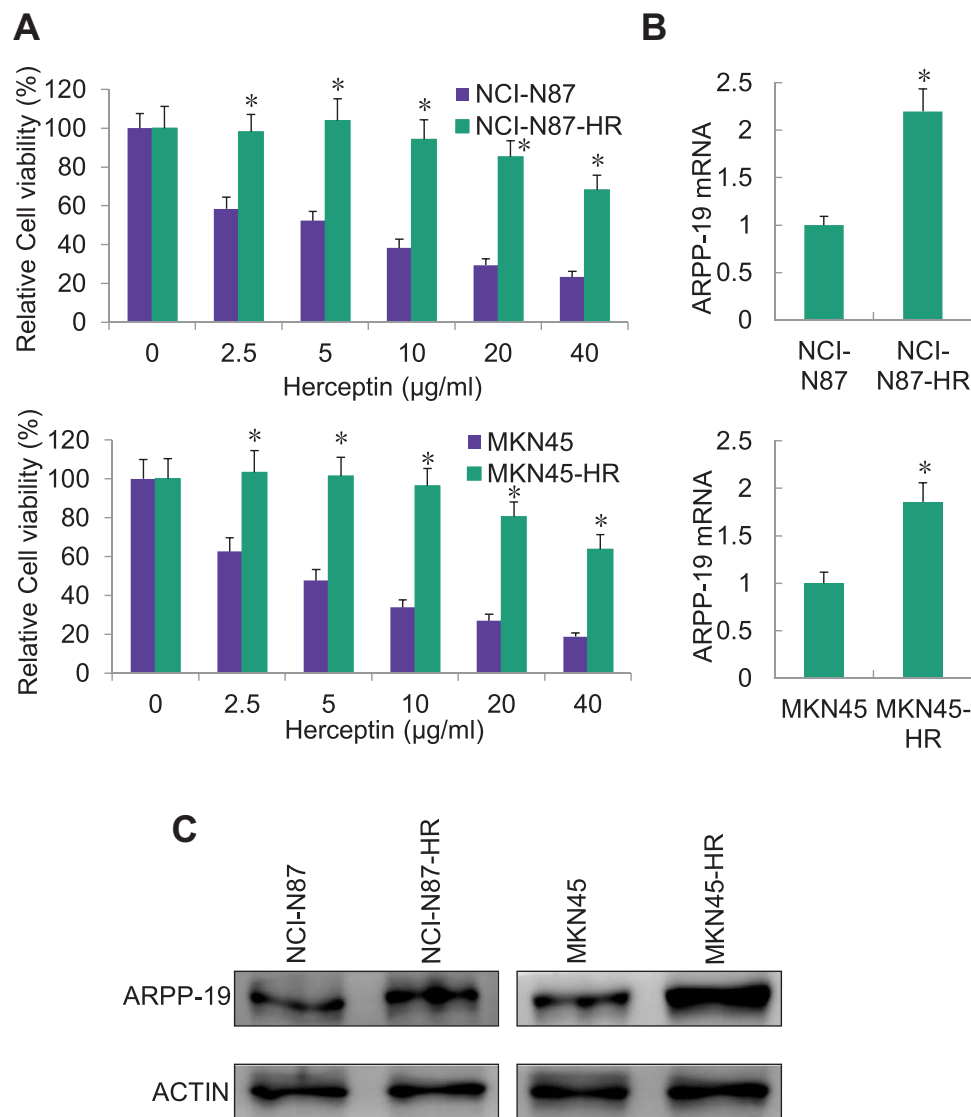 A
Relative Cell viability (%)
120
100
80
60
40
20
0
NCI-N87
NCI-N87-HR
* * * * *
0 2.5 5 10 20 40
Herceptin (µg/ml)
Relative Cell viability (%)
120
100
80
60
40
20
0
MKN45
MKN45-HR
* * * * *
0 2.5 5 10 20 40
Herceptin (µg/ml)
B
ARPP-19 mRNA
2.5
2
1.5
1
0.5
0
*
NCI-
N87
NCI-
N87-HR
ARPP-19 mRNA
2.5
2
1.5
1
0.5
0
*
MKN45
MKN45-
HR
C
NCI-N87
NCI-N87-HR
MKN45
MKN45-HR
ARPP-19
ACTIN